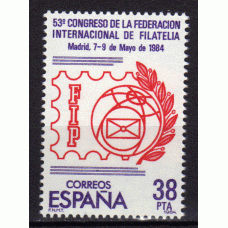 53º CONGRESO DE LA FEDERACION
INTERNACIONAL DE FILATELIA
Madrid, 7-9 de Mayo de 1984
FIP
CORREOS
ESPAÑA
38
PTA
F.N.M.T.